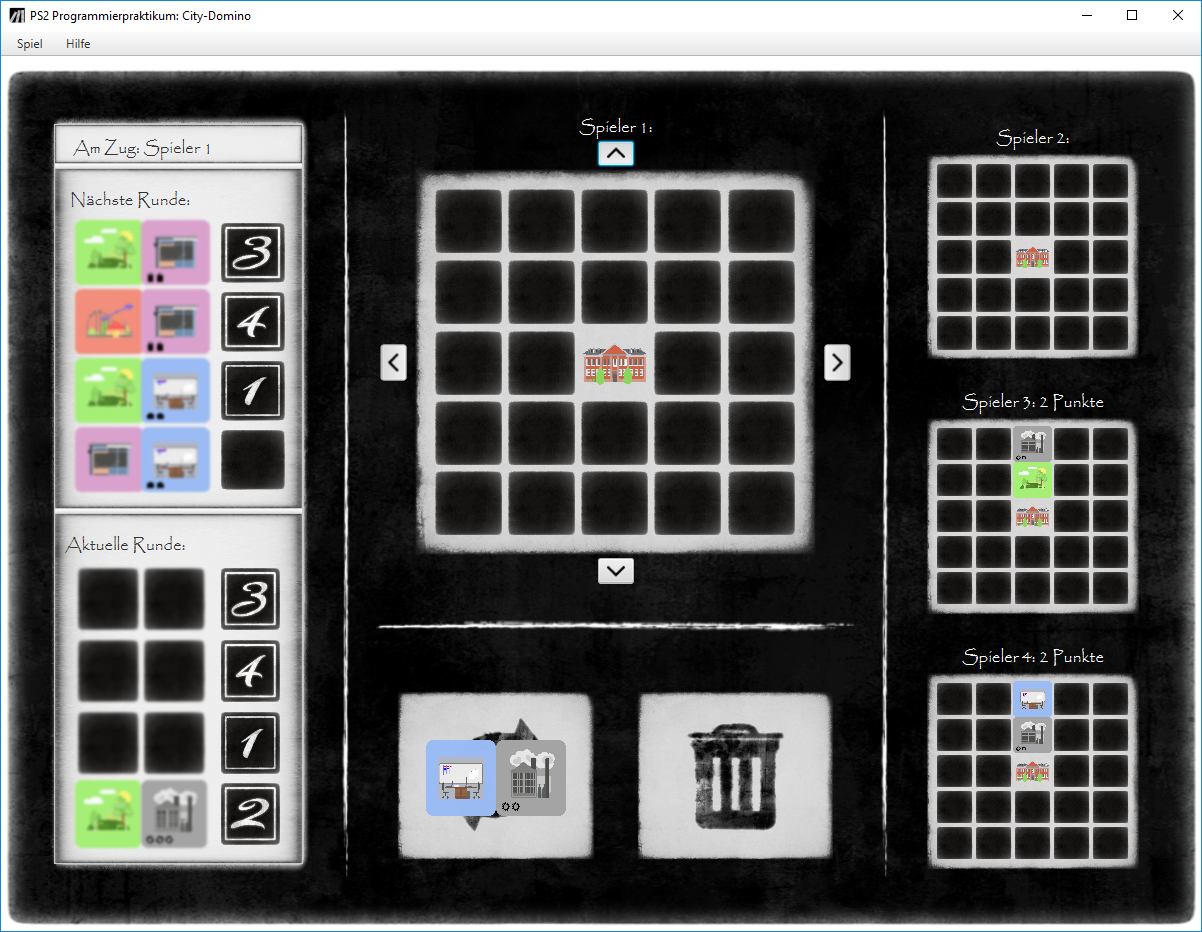 PS2 Programmierpraktikum: City-Domino
Spiel Hilfe
Am Zug: Spieler 1
Nächste Runde:
3
4
1
Aktuelle Runde:
3
4
1
2
Spieler 1:
Spieler 2:
Spieler 3: 2 Punkte
Spieler 4: 2 Punkte